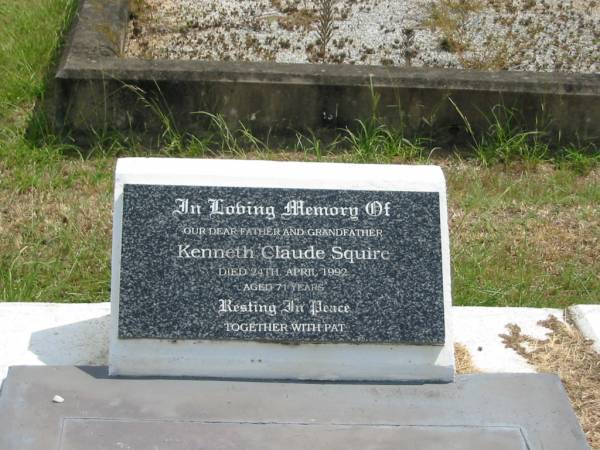 In Loving Memory Of
OUR DEAR FATHER AND GRANDFATHER
Kenneth Claude Squire
DIED 24TH. APRIL 1992
AGED 71 YEARS
Resting In Peace
TOGETHER WITH PAT